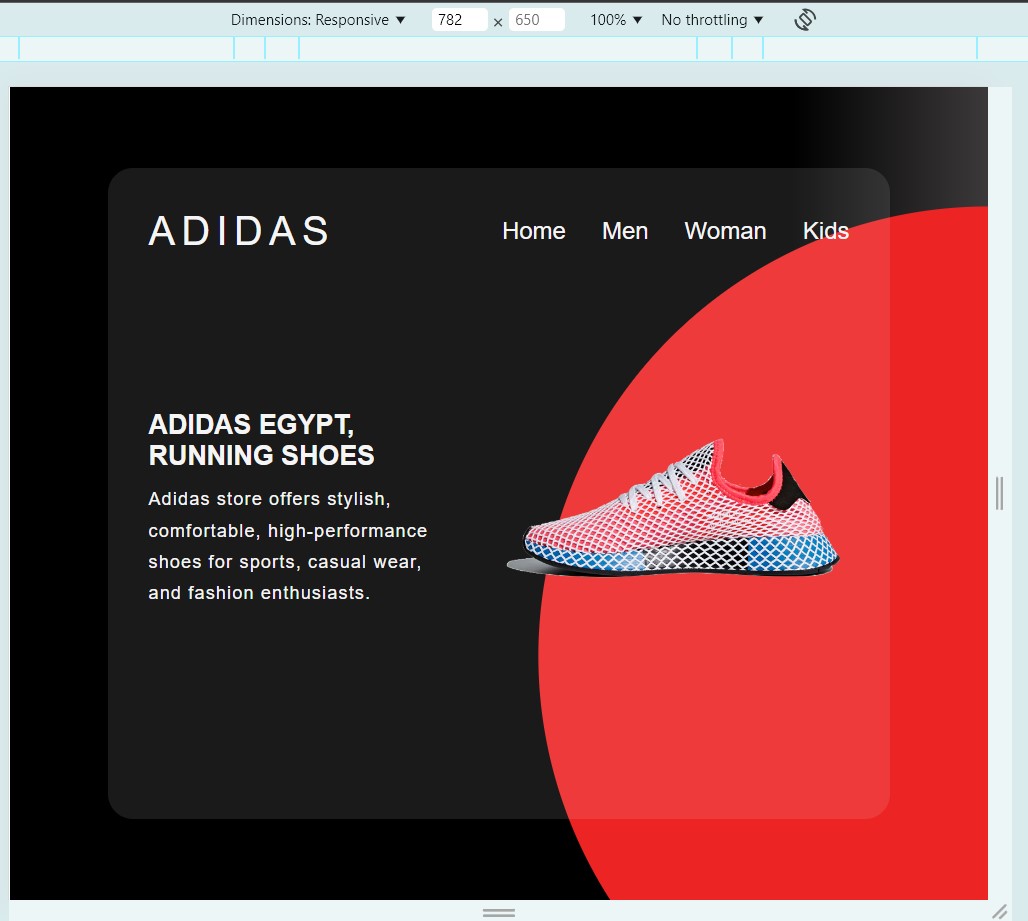 Dimensions: Responsive ▼ 782 × 650 100% ▼ No throttling ▼
ADIDAS Home Men Woman Kids
ADIDAS EGYPT,
RUNNING SHOES
Adidas store offers stylish,
comfortable, high-performance
shoes for sports, casual wear,
and fashion enthusiasts.